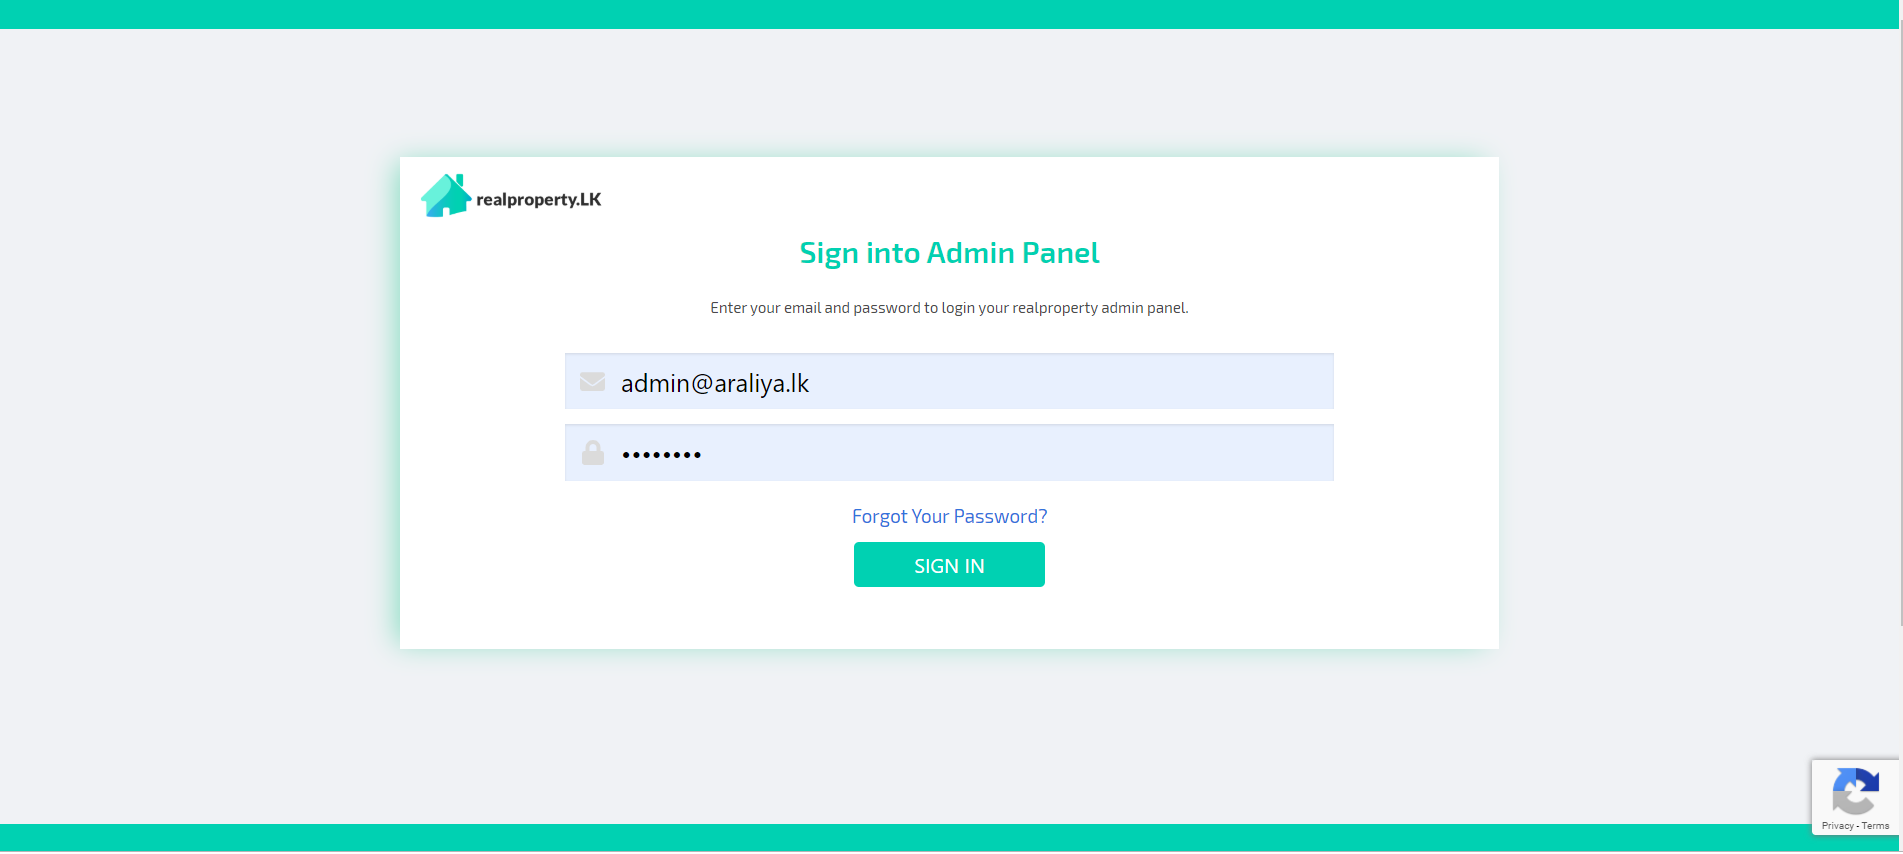 realproperty.LK
Sign into Admin Panel
Enter your email and password to login your realproperty admin panel.
admin@araliya.lk
••••••••
Forgot Your Password?
SIGN IN
Privacy - Terms